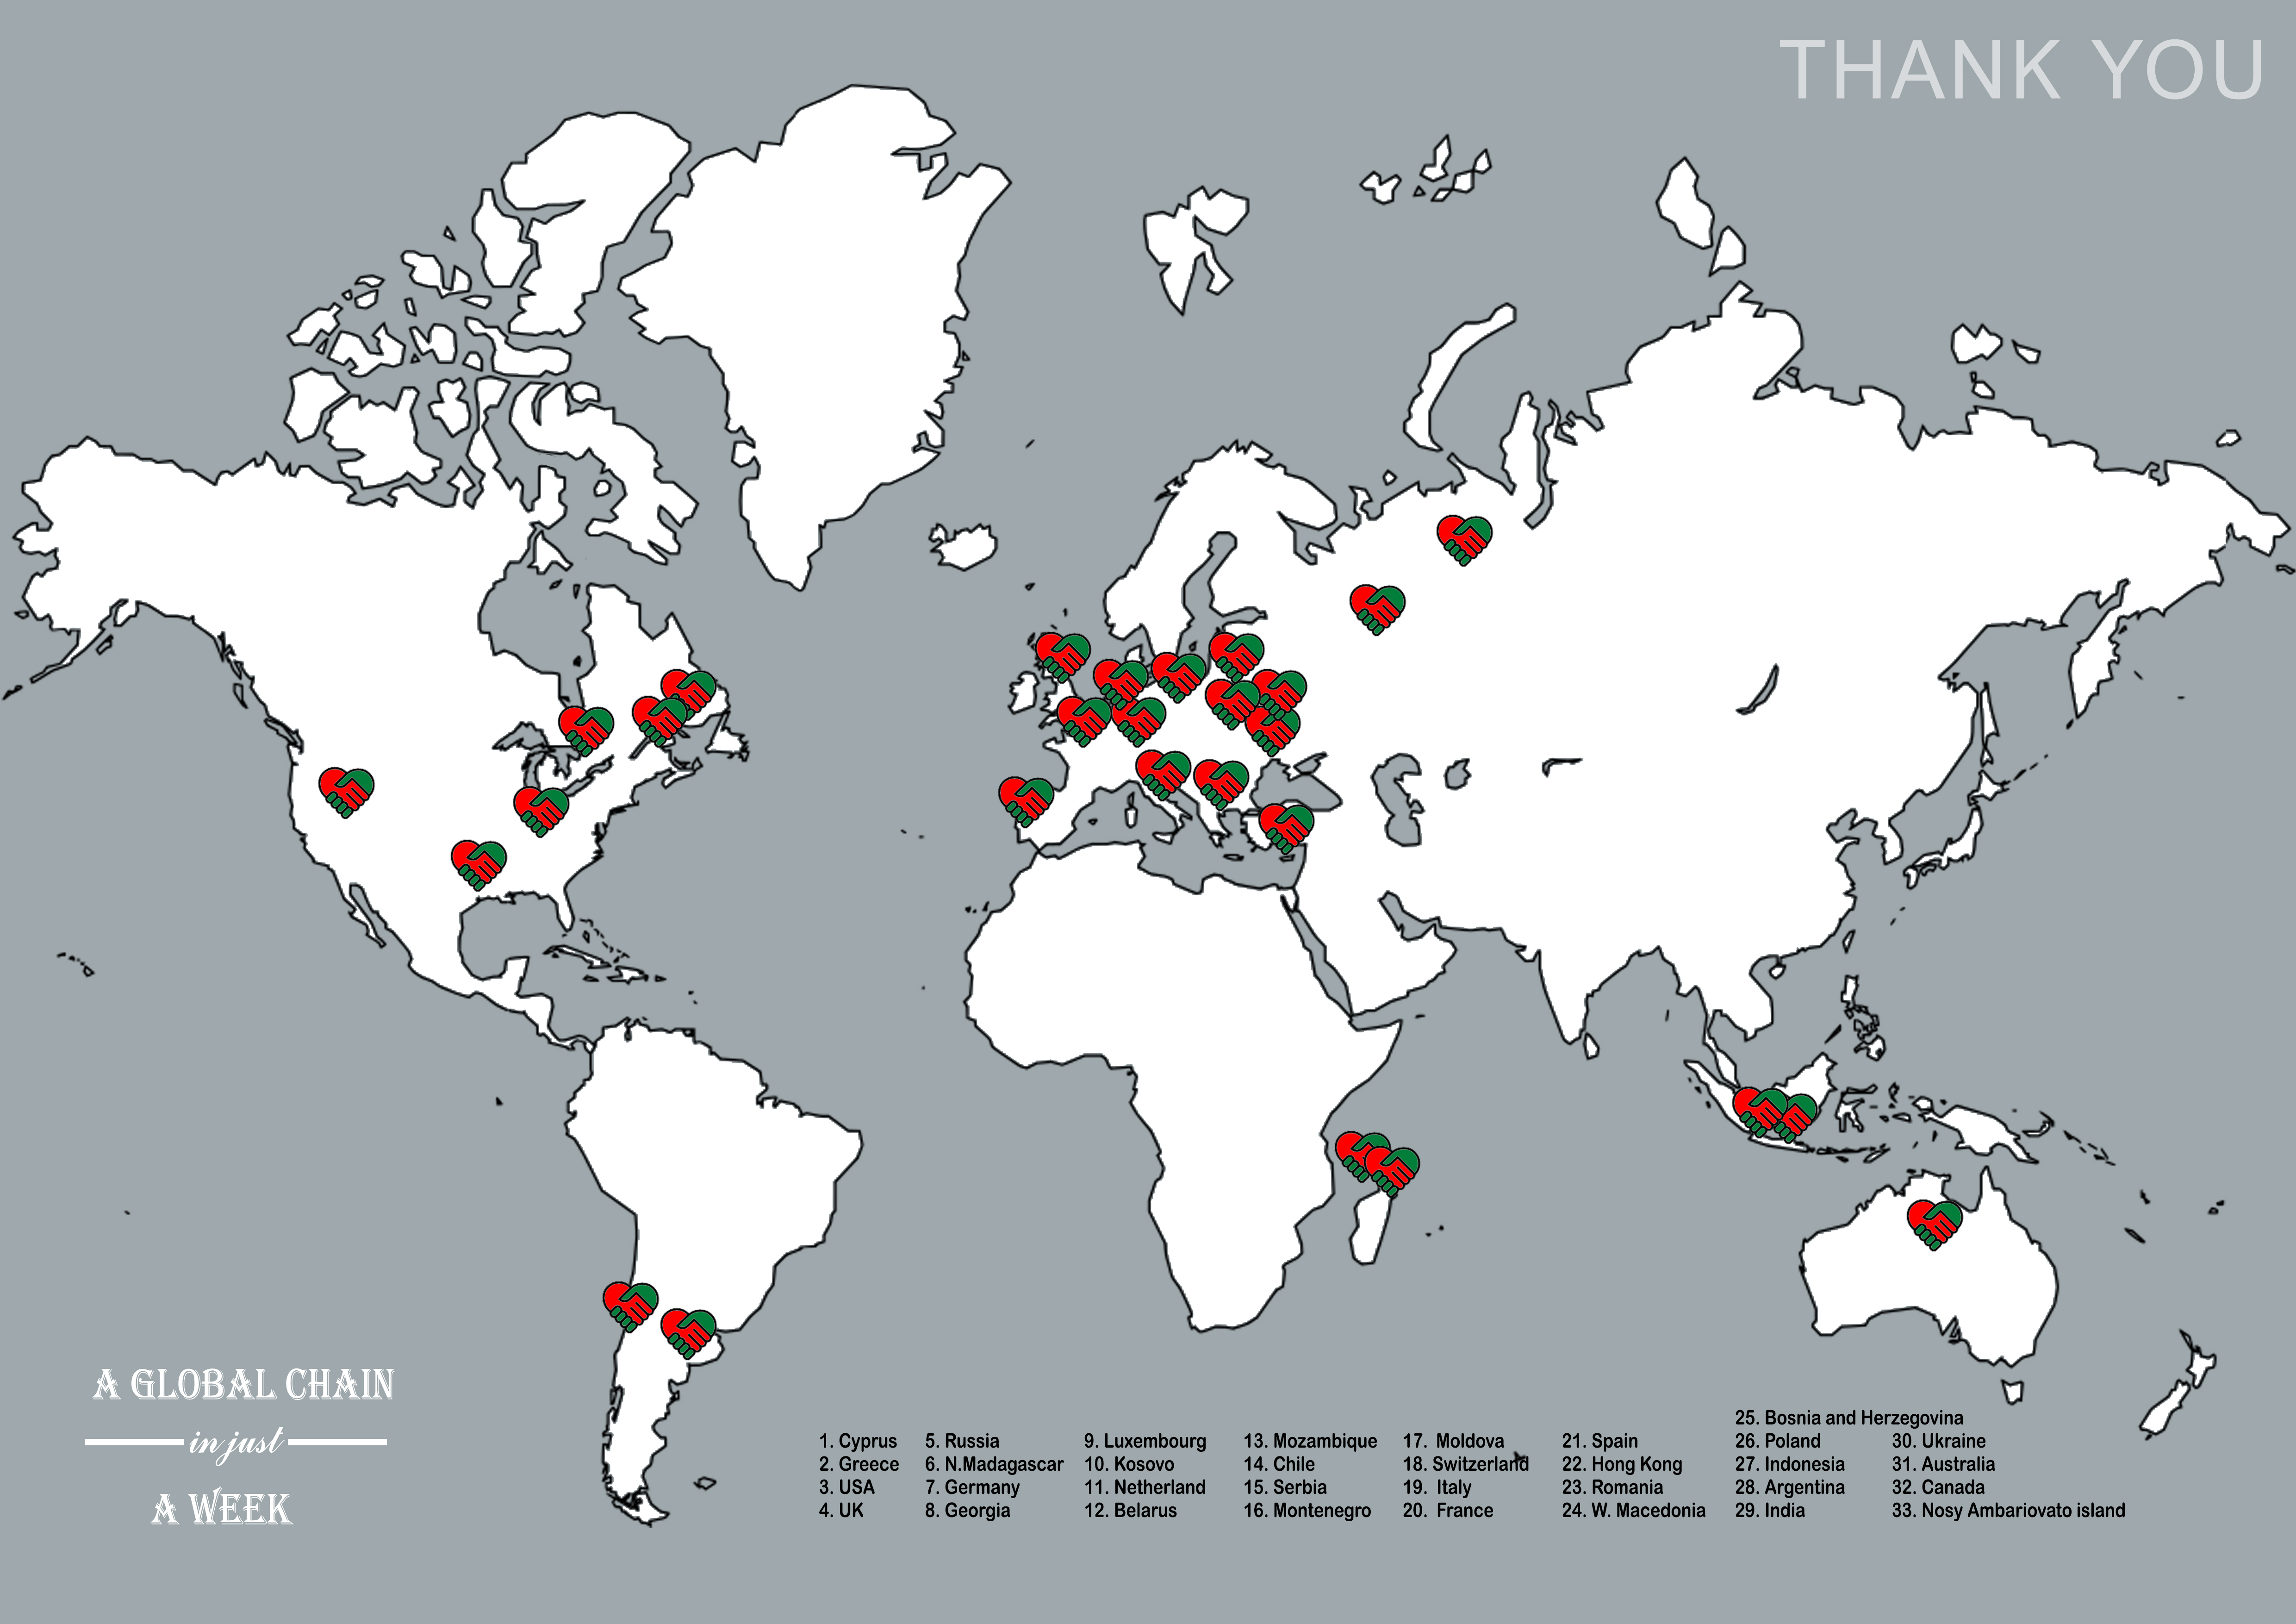 THANK YOU
A GLOBAL CHAIN
in just
A WEEK
1. Cyprus
2. Greece
3. USA
4. UK
5. Russia
6. N.Madagascar
7. Germany
8. Georgia
9. Luxembourg
10. Kosovo
11. Netherland
12. Belarus
13. Mozambique
14. Chile
15. Serbia
16. Montenegro
17. Moldova
18. Switzerland
19. Italy
20. France
21. Spain
22. Hong Kong
23. Romania
24. W. Macedonia
25. Bosnia and Herzegovina
26. Poland
27. Indonesia
28. Argentina
29. India
30. Ukraine
31. Australia
32. Canada
33. Nosy Ambariovato island